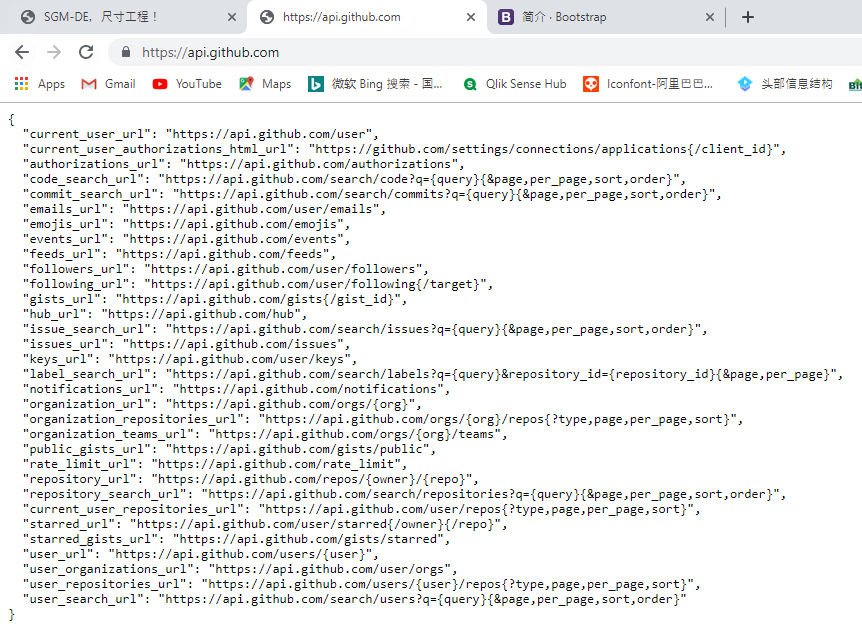 SGM-DE，尺寸工程！
https://api.github.com
简介 · Bootstrap
https://api.github.com
Apps Gmail YouTube Maps 微软 Bing 搜索 - 国... Qlik Sense Hub Iconfont-阿里巴巴... 头部信息结构
{
  "current_user_url": "https://api.github.com/user",
  "current_user_authorizations_html_url": "https://github.com/settings/connections/applications{/client_id}",
  "authorizations_url": "https://api.github.com/authorizations",
  "code_search_url": "https://api.github.com/search/code?q={query}{&page,per_page,sort,order}",
  "commit_search_url": "https://api.github.com/search/commits?q={query}{&page,per_page,sort,order}",
  "emails_url": "https://api.github.com/user/emails",
  "emojis_url": "https://api.github.com/emojis",
  "events_url": "https://api.github.com/events",
  "feeds_url": "https://api.github.com/feeds",
  "followers_url": "https://api.github.com/user/followers",
  "following_url": "https://api.github.com/user/following{/target}",
  "gists_url": "https://api.github.com/gists{/gist_id}",
  "hub_url": "https://api.github.com/hub",
  "issue_search_url": "https://api.github.com/search/issues?q={query}{&page,per_page,sort,order}",
  "issues_url": "https://api.github.com/issues",
  "keys_url": "https://api.github.com/user/keys",
  "label_search_url": "https://api.github.com/search/labels?q={query}&repository_id={repository_id}{&page,per_page}",
  "notifications_url": "https://api.github.com/notifications",
  "organization_url": "https://api.github.com/orgs/{org}",
  "organization_repositories_url": "https://api.github.com/orgs/{org}/repos{?type,page,per_page,sort}",
  "organization_teams_url": "https://api.github.com/orgs/{org}/teams",
  "public_gists_url": "https://api.github.com/gists/public",
  "rate_limit_url": "https://api.github.com/rate_limit",
  "repository_url": "https://api.github.com/repos/{owner}/{repo}",
  "repository_search_url": "https://api.github.com/search/repositories?q={query}{&page,per_page,sort,order}",
  "current_user_repositories_url": "https://api.github.com/user/repos{?type,page,per_page,sort}",
  "starred_url": "https://api.github.com/user/starred{/owner}{/repo}",
  "starred_gists_url": "https://api.github.com/gists/starred",
  "user_url": "https://api.github.com/users/{user}",
  "user_organizations_url": "https://api.github.com/user/orgs",
  "user_repositories_url": "https://api.github.com/users/{user}/repos{?type,page,per_page,sort}",
  "user_search_url": "https://api.github.com/search/users?q={query}{&page,per_page,sort,order}"
}